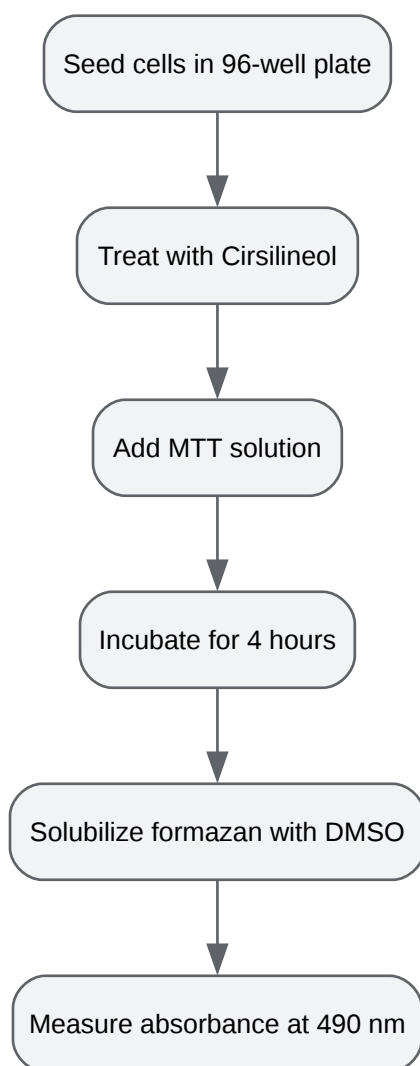 Seed cells in 96-well plate
Treat with Cirsilineol
Add MTT solution
Incubate for 4 hours
Solubilize formazan with DMSO
Measure absorbance at 490 nm